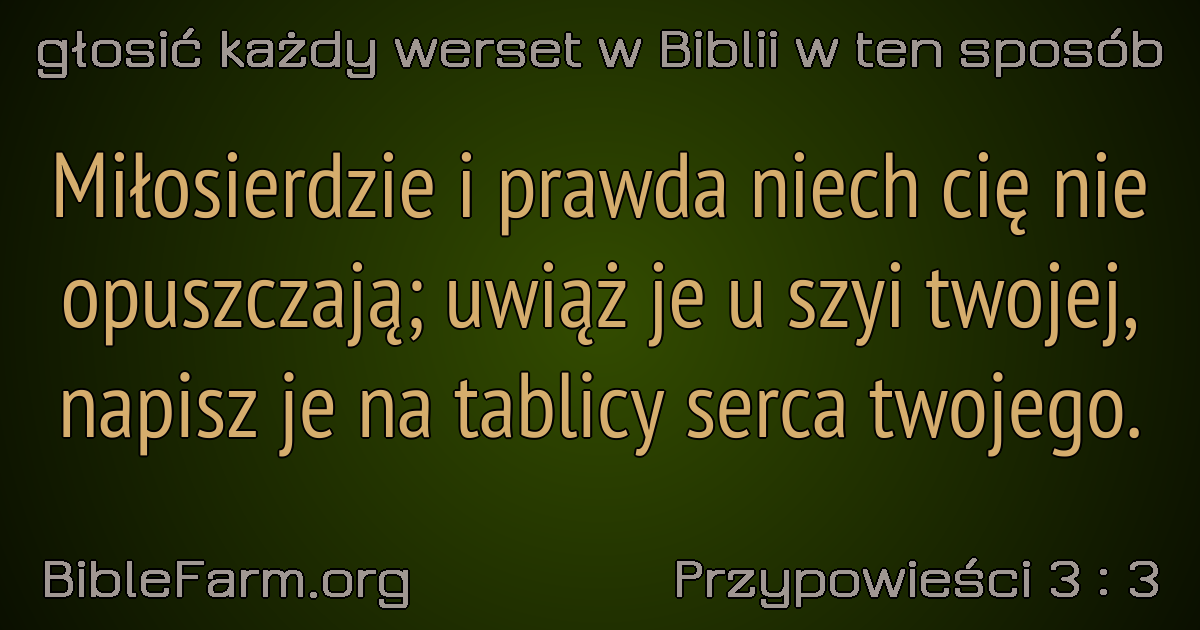 głosić każdy werset w Biblii w ten sposób
Miłosierdzie i prawda niech cię nie
opuszczają; uwiąż je u szyi twojej,
napisz je na tablicy serca twojego.
BibleFarm.org
Przypowieści 3 : 3